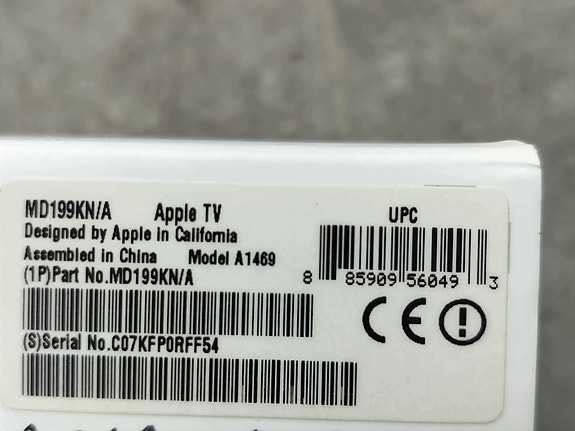 MD199KN/A Apple TV
Designed by Apple in California
Assembled in China Model A1469
(1P)Part No.MD199KN/A
(S)Serial No.C07KFP0RFF54
UPC
8 85909 56049 3
CE